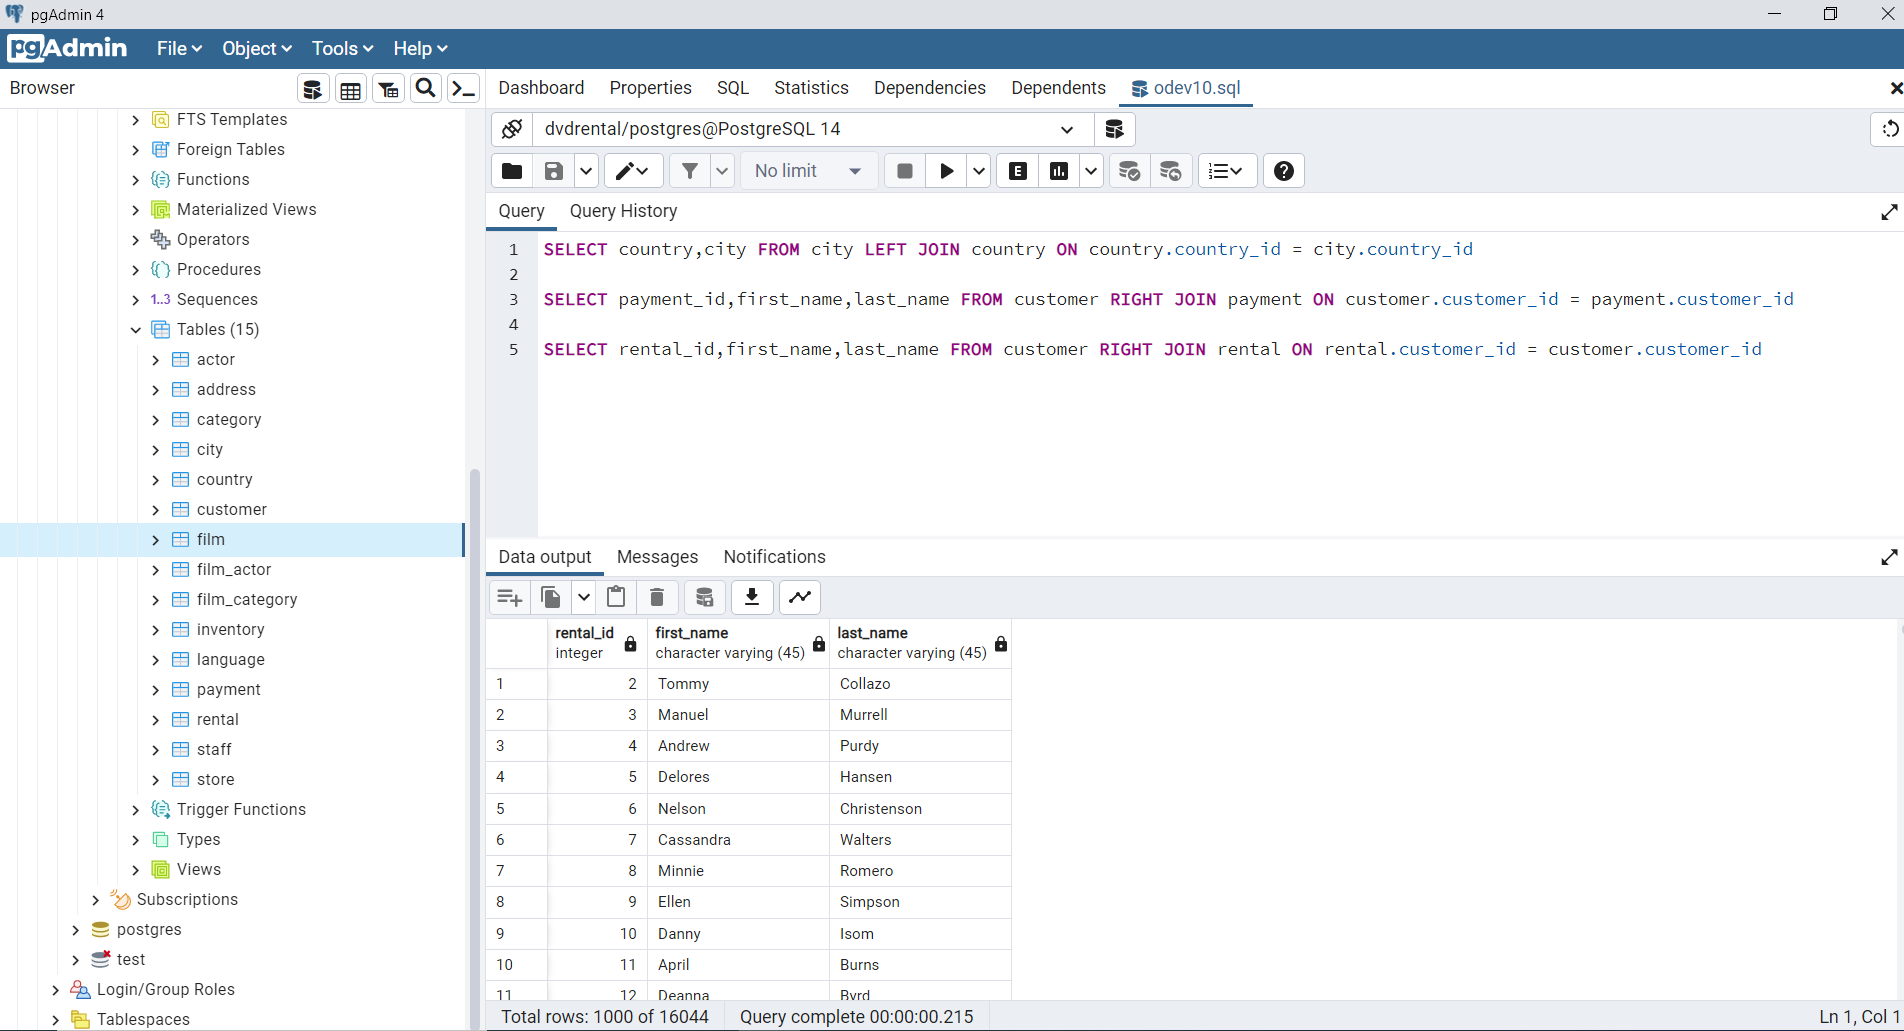 pgAdmin 4
pgAdmin File Object Tools Help
Browser
Dashboard Properties SQL Statistics Dependencies Dependents odev10.sql
FTS Templates
Foreign Tables
Functions
Materialized Views
Operators
Procedures
1..3 Sequences
Tables (15)
actor
address
category
city
country
customer
film
film_actor
film_category
inventory
language
payment
rental
staff
store
Trigger Functions
Types
Views
Subscriptions
postgres
test
Login/Group Roles
Tablespaces
dvdrental/postgres@PostgreSQL 14
No limit E
Query Query History
1 SELECT country,city FROM city LEFT JOIN country ON country.country_id = city.country_id
2
3 SELECT payment_id,first_name,last_name FROM customer RIGHT JOIN payment ON customer.customer_id = payment.customer_id
4
5 SELECT rental_id,first_name,last_name FROM customer RIGHT JOIN rental ON rental.customer_id = customer.customer_id
Data output Messages Notifications
rental_id first_name last_name
integer character varying (45) character varying (45)
1 2 Tommy Collazo
2 3 Manuel Murrell
3 4 Andrew Purdy
4 5 Delores Hansen
5 6 Nelson Christenson
6 7 Cassandra Walters
7 8 Minnie Romero
8 9 Ellen Simpson
9 10 Danny Isom
10 11 April Burns
11 12 Deanna Byrd
Total rows: 1000 of 16044 Query complete 00:00:00.215 Ln 1, Col 1